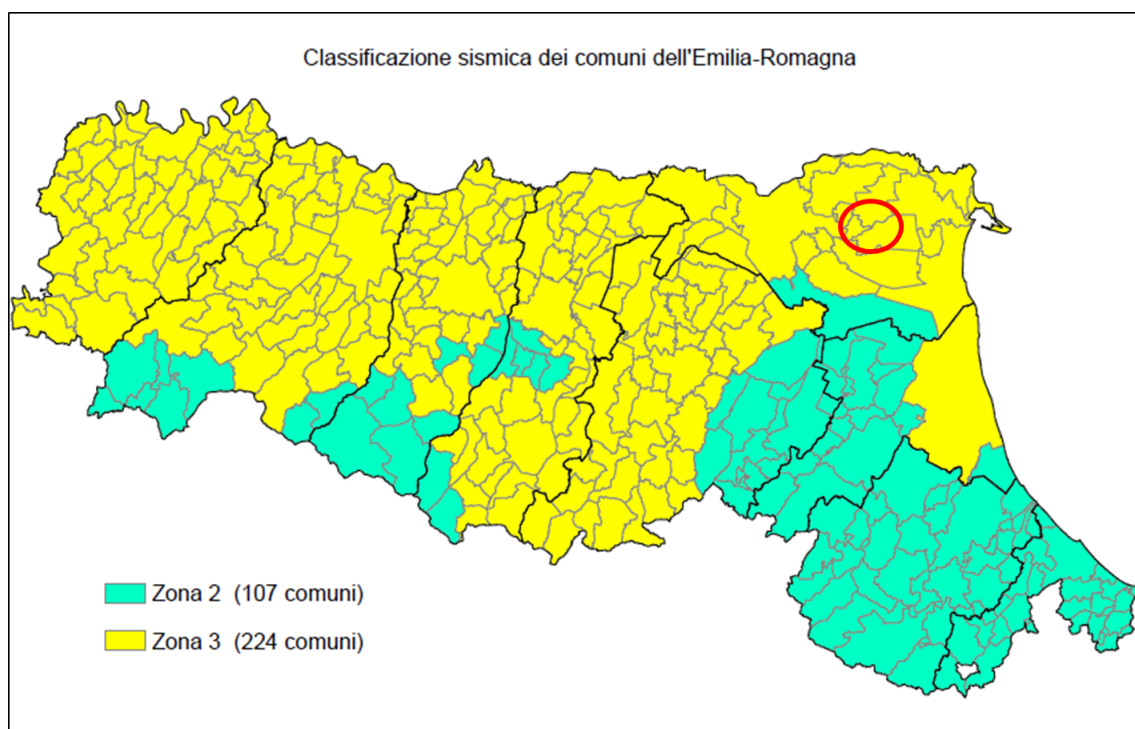 Classificazione sismica dei comuni dell'Emilia-Romagna
Zona 2 (107 comuni)
Zona 3 (224 comuni)